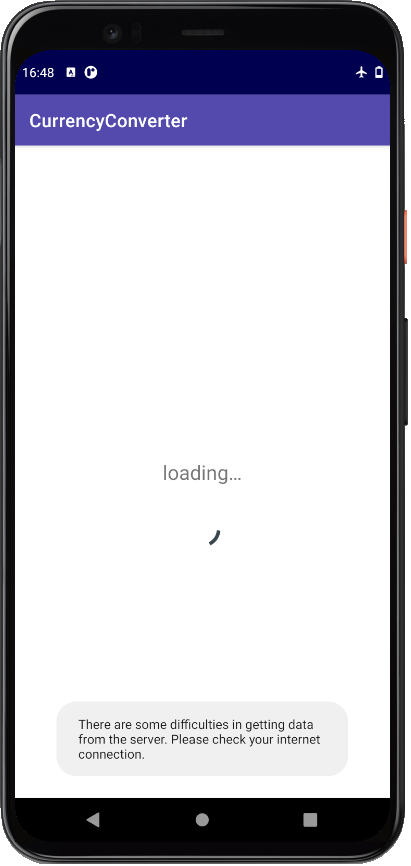 16:48
CurrencyConverter
loading...
There are some difficulties in getting data
from the server. Please check your internet
connection.